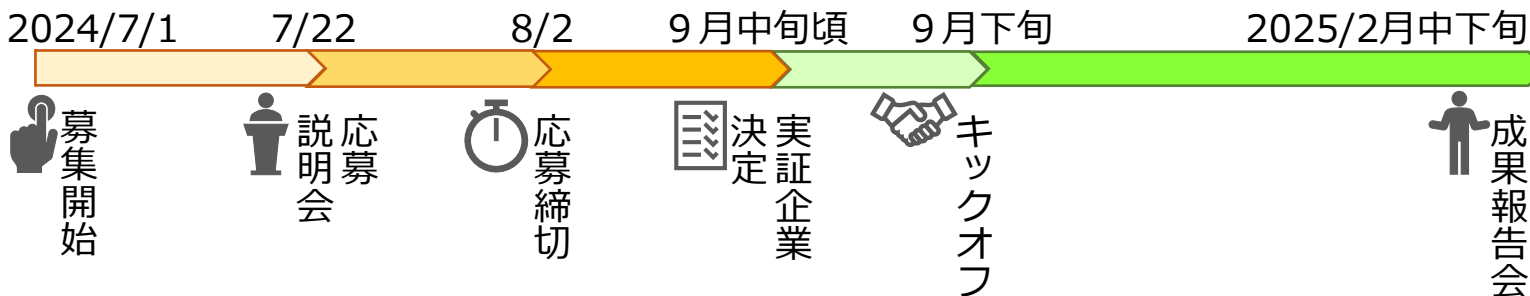 2024/7/1
7/22
8/2
9月中旬頃
9月下旬
2025/2月中下旬
募集開始
応募
説明会
応募締切
実証企業
決定
キックオフ
成果報告会